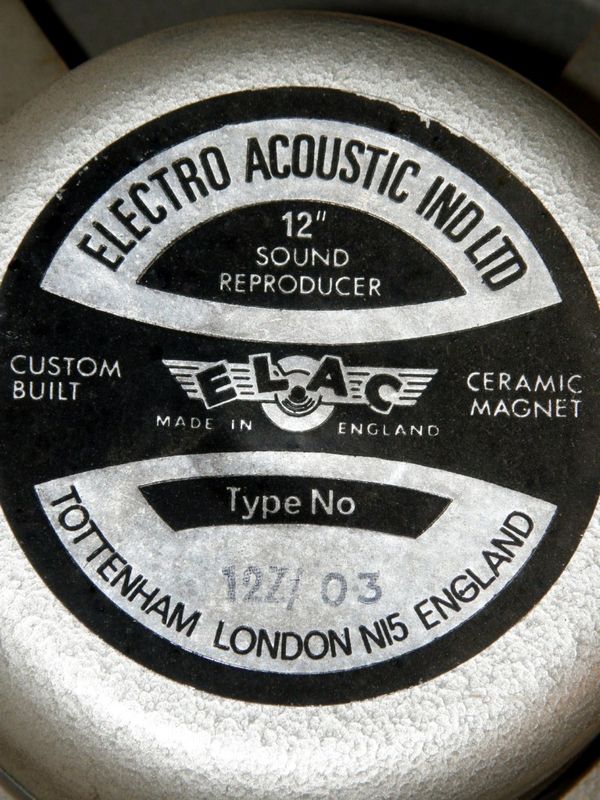 ELECTRO ACOUSTIC IND LTD
12"
SOUND
REPRODUCER
CUSTOM
BUILT
ELAC
MADE IN ENGLAND
CERAMIC
MAGNET
Type No
12Z/ 03
TOTTENHAM LONDON N15 ENGLAND